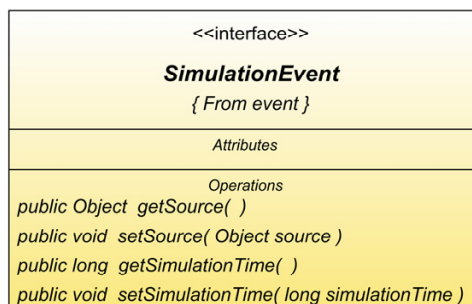 <<interface>>
SimulationEvent
{ From event }
Attributes
Operations
public Object getSource( )
public void setSource( Object source )
public long getSimulationTime( )
public void setSimulationTime( long simulationTime )